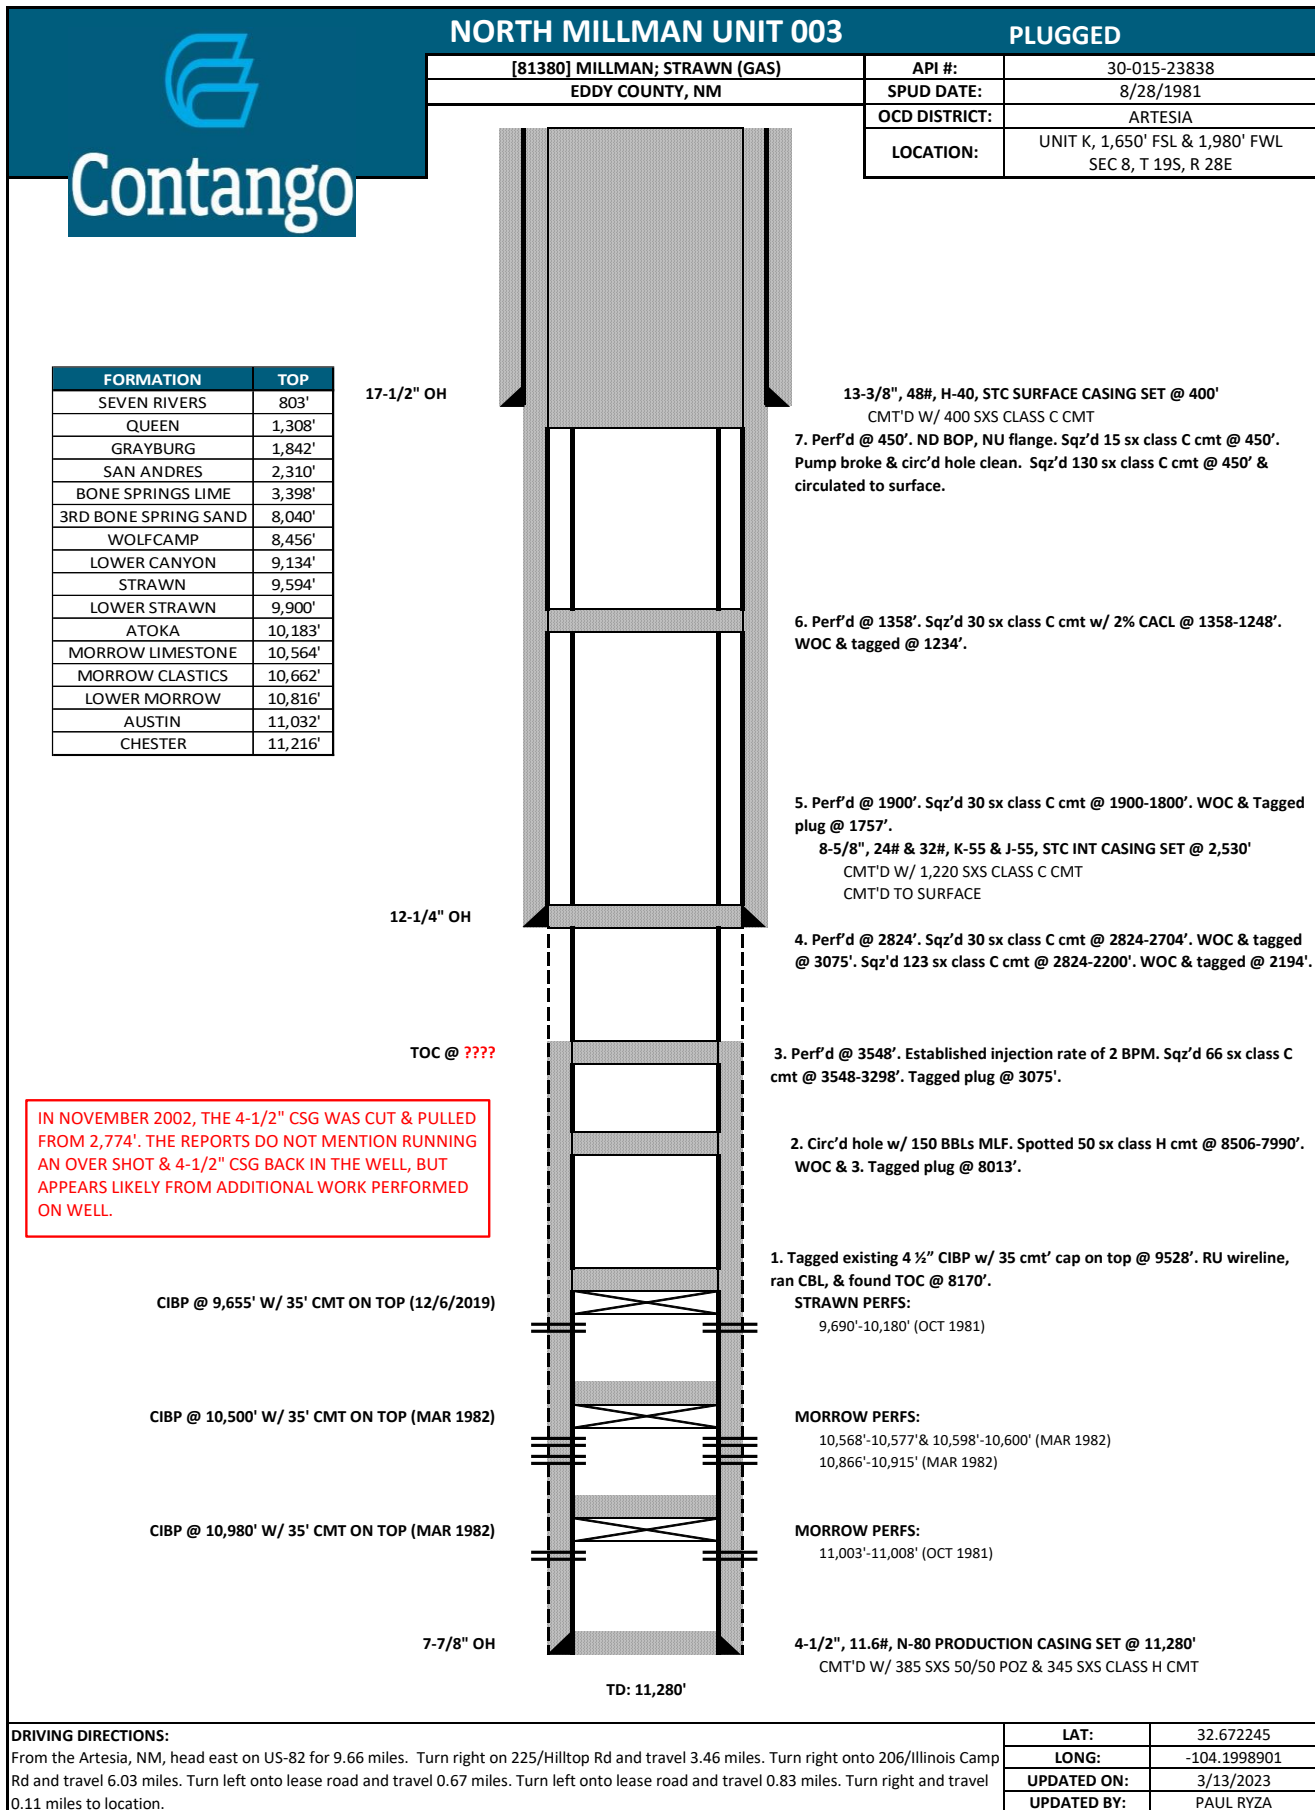 NORTH MILLMAN UNIT 003
PLUGGED
[81380] MILLMAN; STRAWN (GAS)
API #:
30-015-23838
EDDY COUNTY, NM
SPUD DATE:
8/28/1981
OCD DISTRICT:
ARTESIA
LOCATION:
UNIT K, 1,650' FSL & 1,980' FWL
SEC 8, T 19S, R 28E
Contango
FORMATION TOP
SEVEN RIVERS 803'
QUEEN 1,308'
GRAYBURG 1,842'
SAN ANDRES 2,310'
BONE SPRINGS LIME 3,398'
3RD BONE SPRING SAND 8,040'
WOLFCAMP 8,456'
LOWER CANYON 9,134'
STRAWN 9,594'
LOWER STRAWN 9,900'
ATOKA 10,183'
MORROW LIMESTONE 10,564'
MORROW CLASTICS 10,662'
LOWER MORROW 10,816'
AUSTIN 11,032'
CHESTER 11,216'
17-1/2" OH
13-3/8", 48#, H-40, STC SURFACE CASING SET @ 400'
CMT'D W/ 400 SXS CLASS C CMT
7. Perf’d @ 450’. ND BOP, NU flange. Sqz’d 15 sx class C cmt @ 450’.
Pump broke & circ’d hole clean.  Sqz’d 130 sx class C cmt @ 450’ &
circulated to surface.
6. Perf’d @ 1358’. Sqz’d 30 sx class C cmt w/ 2% CACL @ 1358-1248’.
WOC & tagged @ 1234’.
5. Perf’d @ 1900’. Sqz’d 30 sx class C cmt @ 1900-1800’. WOC & Tagged
plug @ 1757’.
8-5/8", 24# & 32#, K-55 & J-55, STC INT CASING SET @ 2,530'
CMT'D W/ 1,220 SXS CLASS C CMT
CMT'D TO SURFACE
12-1/4" OH
4. Perf’d @ 2824’. Sqz’d 30 sx class C cmt @ 2824-2704’. WOC & tagged
@ 3075'. Sqz'd 123 sx class C cmt @ 2824-2200’. WOC & tagged @ 2194’.
TOC @ ????
3. Perf’d @ 3548’. Established injection rate of 2 BPM. Sqz’d 66 sx class C
cmt @ 3548-3298’. Tagged plug @ 3075’.
IN NOVEMBER 2002, THE 4-1/2" CSG WAS CUT & PULLED
FROM 2,774'. THE REPORTS DO NOT MENTION RUNNING
AN OVER SHOT & 4-1/2" CSG BACK IN THE WELL, BUT
APPEARS LIKELY FROM ADDITIONAL WORK PERFORMED
ON WELL.
2. Circ’d hole w/ 150 BBLs MLF. Spotted 50 sx class H cmt @ 8506-7990’.
WOC & 3. Tagged plug @ 8013’.
1. Tagged existing 4 ½” CIBP w/ 35 cmt’ cap on top @ 9528’. RU wireline,
ran CBL, & found TOC @ 8170’.
CIBP @ 9,655' W/ 35' CMT ON TOP (12/6/2019)
STRAWN PERFS:
9,690'-10,180' (OCT 1981)
CIBP @ 10,500' W/ 35' CMT ON TOP (MAR 1982)
MORROW PERFS:
10,568'-10,577'& 10,598'-10,600' (MAR 1982)
10,866'-10,915' (MAR 1982)
CIBP @ 10,980' W/ 35' CMT ON TOP (MAR 1982)
MORROW PERFS:
11,003'-11,008' (OCT 1981)
7-7/8" OH
4-1/2", 11.6#, N-80 PRODUCTION CASING SET @ 11,280'
CMT'D W/ 385 SXS 50/50 POZ & 345 SXS CLASS H CMT
TD: 11,280'
DRIVING DIRECTIONS:
From the Artesia, NM, head east on US-82 for 9.66 miles.  Turn right on 225/Hilltop Rd and travel 3.46 miles. Turn right onto 206/Illinois Camp
Rd and travel 6.03 miles. Turn left onto lease road and travel 0.67 miles. Turn left onto lease road and travel 0.83 miles. Turn right and travel
0.11 miles to location.
LAT: 32.672245
LONG: -104.1998901
UPDATED ON: 3/13/2023
UPDATED BY: PAUL RYZA